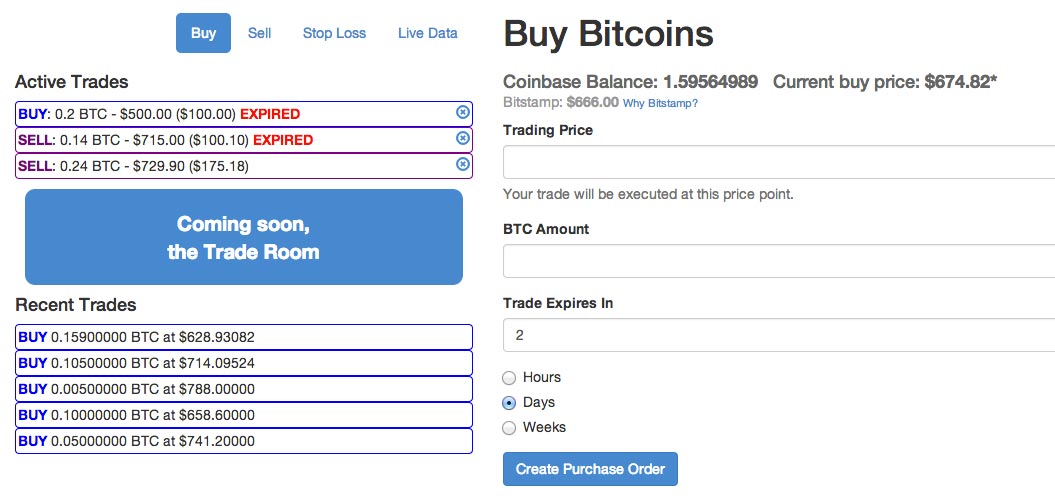 Buy Sell Stop Loss Live Data
Active Trades
BUY: 0.2 BTC - $500.00 ($100.00) EXPIRED
SELL: 0.14 BTC - $715.00 ($100.10) EXPIRED
SELL: 0.24 BTC - $729.90 ($175.18)
Coming soon,
the Trade Room
Recent Trades
BUY 0.15900000 BTC at $628.93082
BUY 0.10500000 BTC at $714.09524
BUY 0.00500000 BTC at $788.00000
BUY 0.10000000 BTC at $658.60000
BUY 0.05000000 BTC at $741.20000
Buy Bitcoins
Coinbase Balance: 1.59564989 Current buy price: $674.82*
Bitstamp: $666.00 Why Bitstamp?
Trading Price
Your trade will be executed at this price point.
BTC Amount
Trade Expires In
2
Hours
Days
Weeks
Create Purchase Order